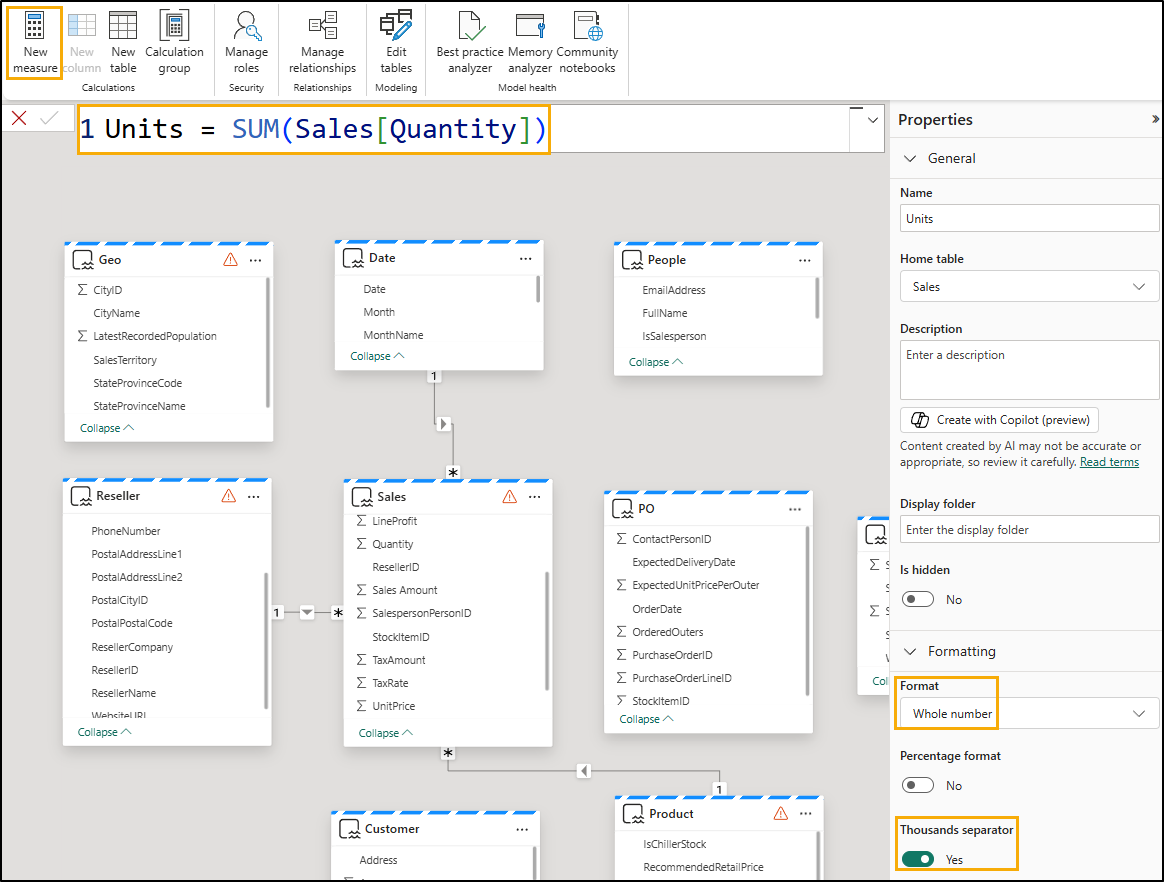 New
measure
New
column
New
table
Calculation
group
Calculations
Manage
roles
Security
Manage
relationships
Relationships
Edit
tables
Modeling
Best practice
analyzer
Memory
analyzer
Community
notebooks
Model health
1 Units = SUM(Sales[Quantity])
Geo
CityID
CityName
LatestRecordedPopulation
SalesTerritory
StateProvinceCode
StateProvinceName
Collapse
Date
Date
Month
MonthName
Collapse
1
*
People
EmailAddress
FullName
IsSalesperson
Collapse
Reseller
PhoneNumber
PostalAddressLine1
PostalAddressLine2
PostalCityID
PostalPostalCode
ResellerCompany
ResellerID
ResellerName
WebsiteURL
Collapse
1
*
Sales
LineProfit
Quantity
ResellerID
Sales Amount
SalespersonPersonID
StockItemID
TaxAmount
TaxRate
UnitPrice
Collapse
*
1
PO
ContactPersonID
ExpectedDeliveryDate
ExpectedUnitPricePerOuter
OrderDate
OrderedOuters
PurchaseOrderID
PurchaseOrderLineID
StockItemID
Collapse
Col
Customer
Address
Product
IsChillerStock
RecommendedRetailPrice
Properties
General
Name
Units
Home table
Sales
Description
Enter a description
Create with Copilot (preview)
Content created by AI may not be accurate or
appropriate, so review it carefully. Read terms
Display folder
Enter the display folder
Is hidden
No
Formatting
Format
Whole number
Percentage format
No
Thousands separator
Yes